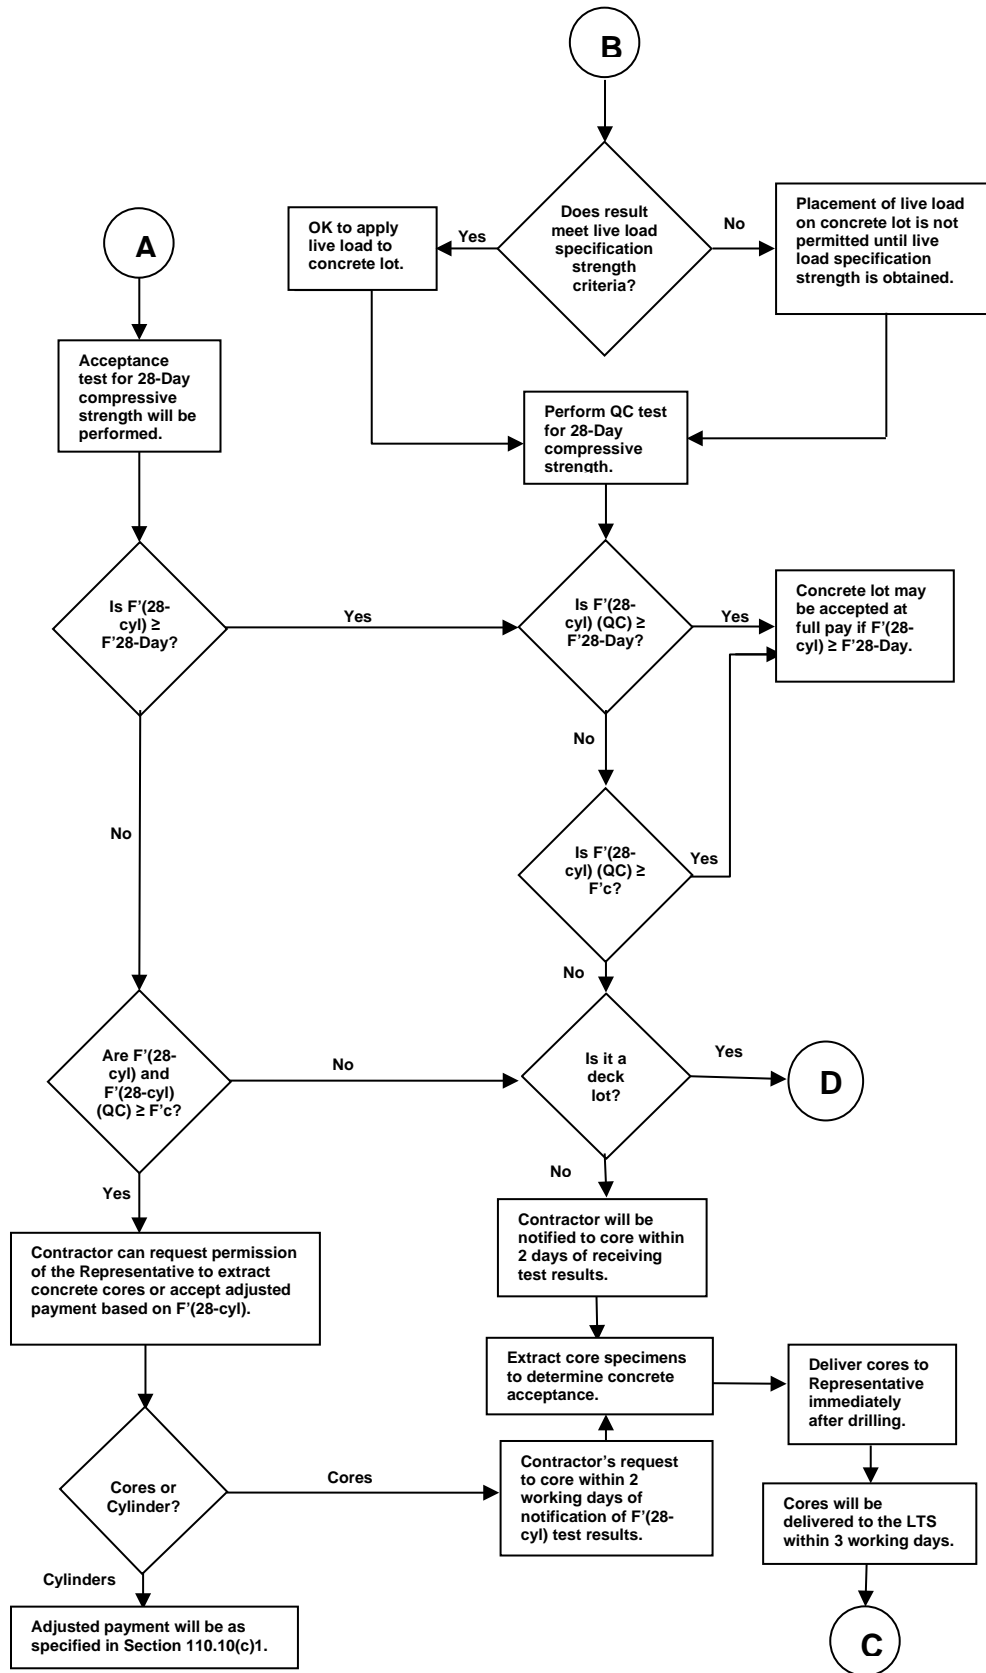 B
A
Does result
meet live load
specification
strength
criteria?
Yes
No
OK to apply
live load to
concrete lot.
Placement of live load
on concrete lot is not
permitted until live
load specification
strength is obtained.
Acceptance
test for 28-Day
compressive
strength will be
performed.
Perform QC test
for 28-Day
compressive
strength.
Is F'(28-
cyl) ≥
F'28-Day?
Yes
Is F'(28-
cyl) (QC) ≥
F'28-Day?
Yes
Concrete lot may
be accepted at
full pay if F'(28-
cyl) ≥ F'28-Day.
No
No
Is F'(28-
cyl) (QC) ≥
F'c?
Yes
No
Are F'(28-
cyl) and
F'(28-cyl)
(QC) ≥ F'c?
No
Is it a
deck
lot?
Yes
D
Yes
No
Contractor can request permission
of the Representative to extract
concrete cores or accept adjusted
payment based on F'(28-cyl).
Contractor will be
notified to core within
2 days of receiving
test results.
Extract core specimens
to determine concrete
acceptance.
Deliver cores to
Representative
immediately
after drilling.
Cores or
Cylinder?
Cores
Contractor's request
to core within 2
working days of
notification of F'(28-
cyl) test results.
Cores will be
delivered to the LTS
within 3 working days.
Cylinders
Adjusted payment will be as
specified in Section 110.10(c)1.
C